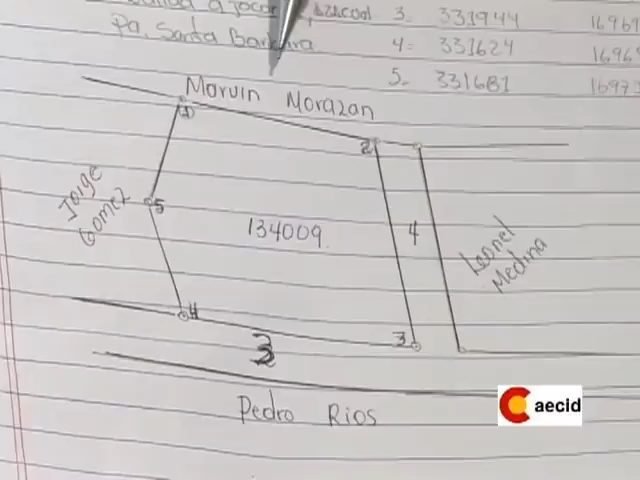 3- 331944
Pa. Santa Barbara 4= 331624
5- 331681
Marvin Morazan
1
2
Jorge Gomez
5
134009
4
Leonel Medina
4
3
3
Pedro Rios
aecid